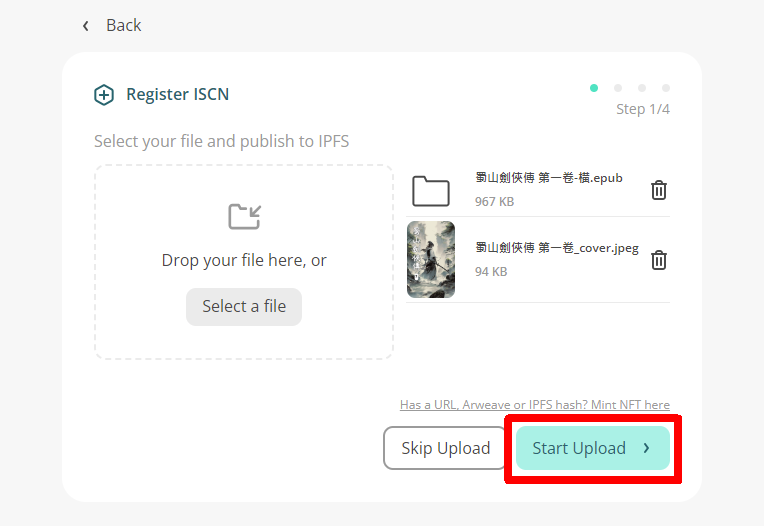 Back
Register ISCN
Step 1/4
Select your file and publish to IPFS
Drop your file here, or
Select a file
蜀山劍俠傳 第一卷-橫.epub
967 KB
蜀山劍俠傳 第一卷_cover.jpeg
94 KB
Has a URL, Arweave or IPFS hash? Mint NFT here
Skip Upload
Start Upload